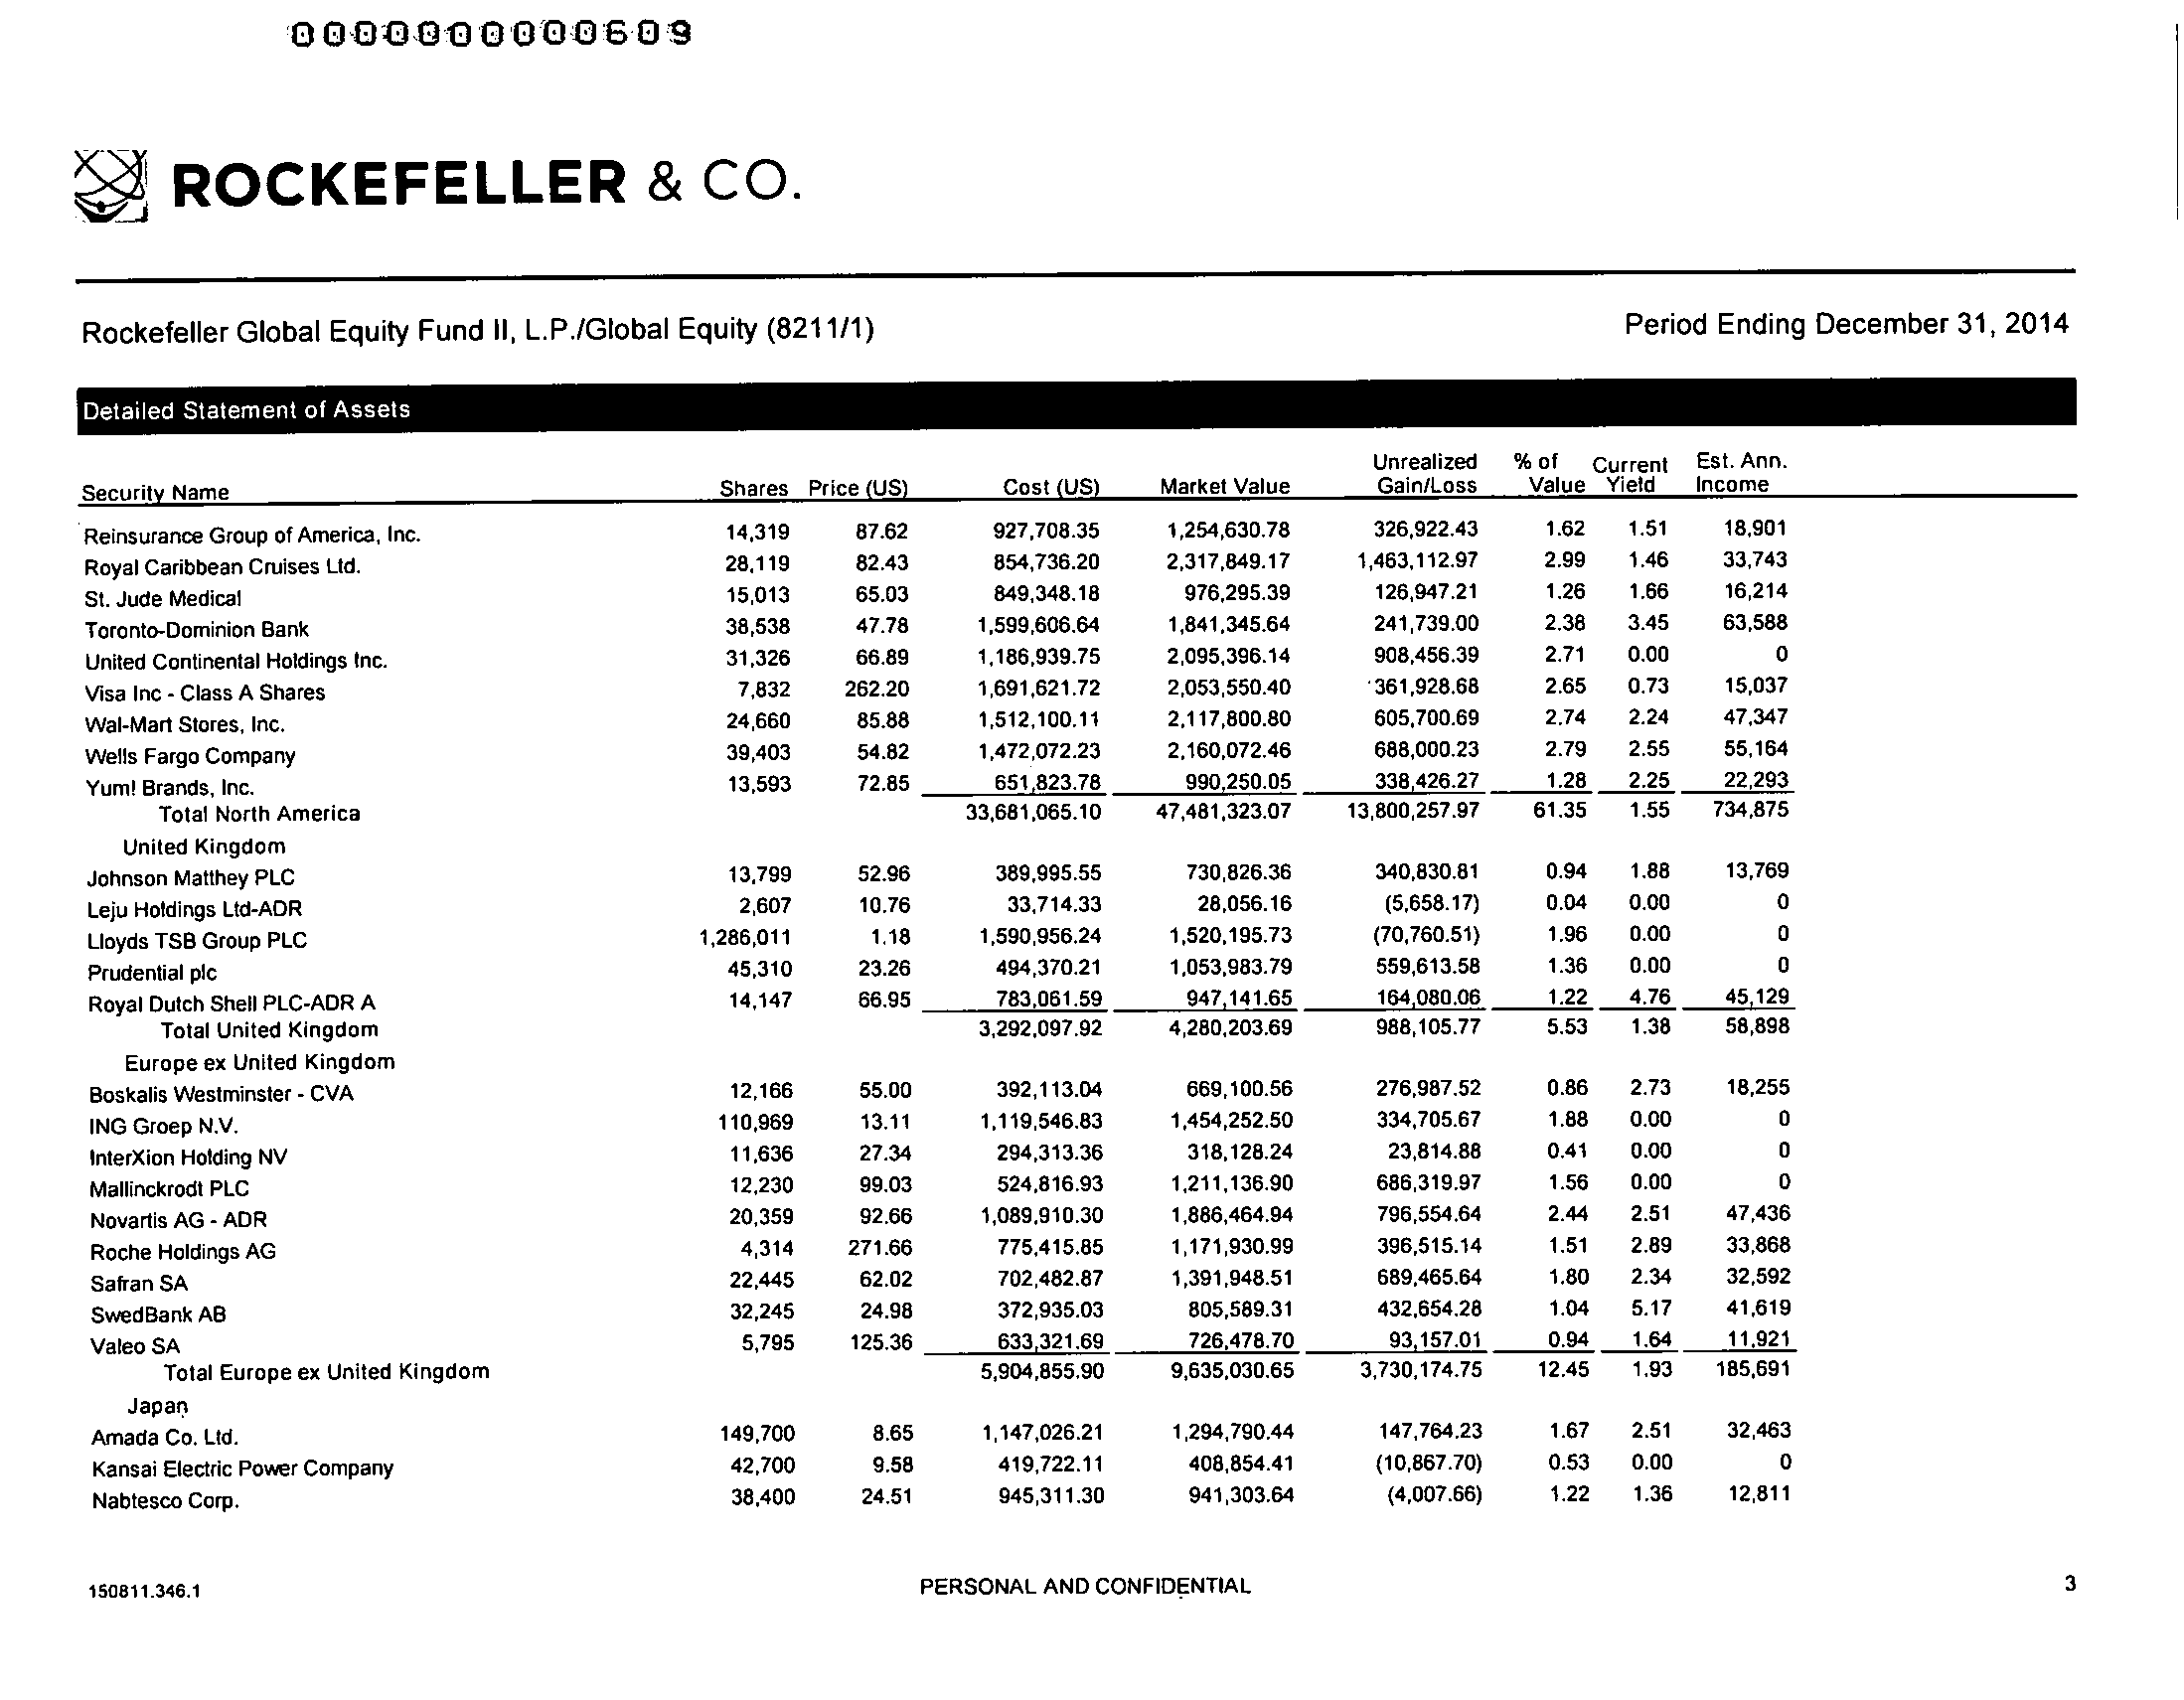 0000000000609
ROCKEFELLER & CO.
Rockefeller Global Equity Fund II, L.P./Global Equity (8211/1) Period Ending December 31, 2014
Detailed Statement of Assets
Security Name Shares Price (US) Cost (US) Market Value Unrealized Gain/Loss % of Value Current Yield Est. Ann. Income
Reinsurance Group of America, Inc. 14,319 87.62 927,708.35 1,254,630.78 326,922.43 1.62 1.51 18,901
Royal Caribbean Cruises Ltd. 28,119 82.43 854,736.20 2,317,849.17 1,463,112.97 2.99 1.46 33,743
St. Jude Medical 15,013 65.03 849,348.18 976,295.39 126,947.21 1.26 1.66 16,214
Toronto-Dominion Bank 38,538 47.78 1,599,606.64 1,841,345.64 241,739.00 2.38 3.45 63,588
United Continental Holdings Inc. 31,326 66.89 1,186,939.75 2,095,396.14 908,456.39 2.71 0.00 0
Visa Inc - Class A Shares 7,832 262.20 1,691,621.72 2,053,550.40 361,928.68 2.65 0.73 15,037
Wal-Mart Stores, Inc. 24,660 85.88 1,512,100.11 2,117,800.80 605,700.69 2.74 2.24 47,347
Wells Fargo Company 39,403 54.82 1,472,072.23 2,160,072.46 688,000.23 2.79 2.55 55,164
Yum! Brands, Inc. 13,593 72.85 651,823.78 990,250.05 338,426.27 1.28 2.25 22,293
Total North America 33,681,065.10 47,481,323.07 13,800,257.97 61.35 1.55 734,875
United Kingdom
Johnson Matthey PLC 13,799 52.96 389,995.55 730,826.36 340,830.81 0.94 1.88 13,769
Leju Holdings Ltd-ADR 2,607 10.76 33,714.33 28,056.16 (5,658.17) 0.04 0.00 0
Lloyds TSB Group PLC 1,286,011 1.18 1,590,956.24 1,520,195.73 (70,760.51) 1.96 0.00 0
Prudential plc 45,310 23.26 494,370.21 1,053,983.79 559,613.58 1.36 0.00 0
Royal Dutch Shell PLC-ADR A 14,147 66.95 783,061.59 947,141.65 164,080.06 1.22 4.76 45,129
Total United Kingdom 3,292,097.92 4,280,203.69 988,105.77 5.53 1.38 58,898
Europe ex United Kingdom
Boskalis Westminster - CVA 12,166 55.00 392,113.04 669,100.56 276,987.52 0.86 2.73 18,255
ING Groep N.V. 110,969 13.11 1,119,546.83 1,454,252.50 334,705.67 1.88 0.00 0
InterXion Holding NV 11,636 27.34 294,313.36 318,128.24 23,814.88 0.41 0.00 0
Mallinckrodt PLC 12,230 99.03 524,816.93 1,211,136.90 686,319.97 1.56 0.00 0
Novartis AG - ADR 20,359 92.66 1,089,910.30 1,886,464.94 796,554.64 2.44 2.51 47,436
Roche Holdings AG 4,314 271.66 775,415.85 1,171,930.99 396,515.14 1.51 2.89 33,868
Safran SA 22,445 62.02 702,482.87 1,391,948.51 689,465.64 1.80 2.34 32,592
SwedBank AB 32,245 24.98 372,935.03 805,589.31 432,654.28 1.04 5.17 41,619
Valeo SA 5,795 125.36 633,321.69 726,478.70 93,157.01 0.94 1.64 11,921
Total Europe ex United Kingdom 5,904,855.90 9,635,030.65 3,730,174.75 12.45 1.93 185,691
Japan
Amada Co. Ltd. 149,700 8.65 1,147,026.21 1,294,790.44 147,764.23 1.67 2.51 32,463
Kansai Electric Power Company 42,700 9.58 419,722.11 408,854.41 (10,867.70) 0.53 0.00 0
Nabtesco Corp. 38,400 24.51 945,311.30 941,303.64 (4,007.66) 1.22 1.36 12,811
150811.346.1 PERSONAL AND CONFIDENTIAL 3